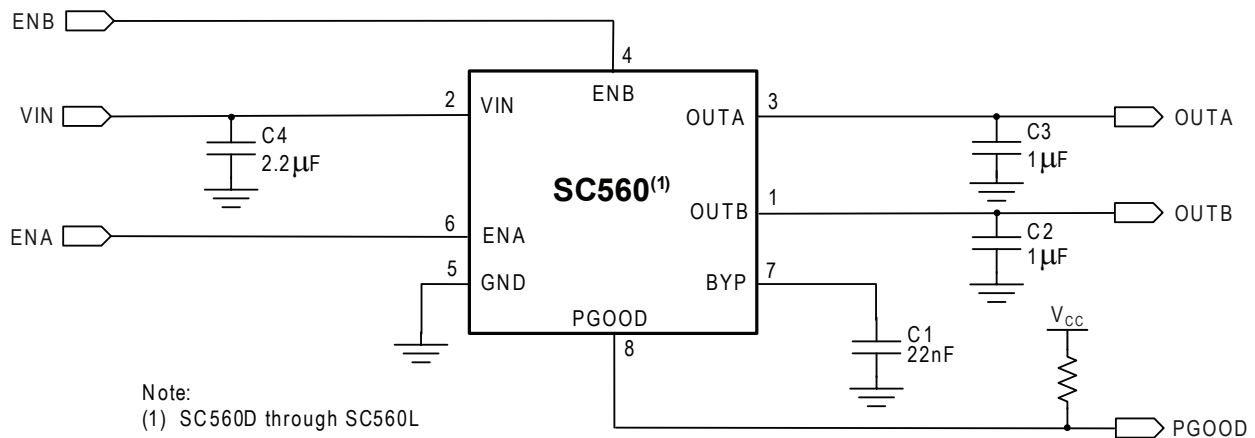 ENB
4
ENB
VIN
2
VIN
C4
2.2μF
OUTA
3
C3
1μF
OUTA
SC560(1)
OUTB
1
C2
1μF
OUTB
ENA
6
ENA
5
GND
BYP
7
C1
22nF
PGOOD
8
VCC
PGOOD
Note:
(1) SC560D through SC560L